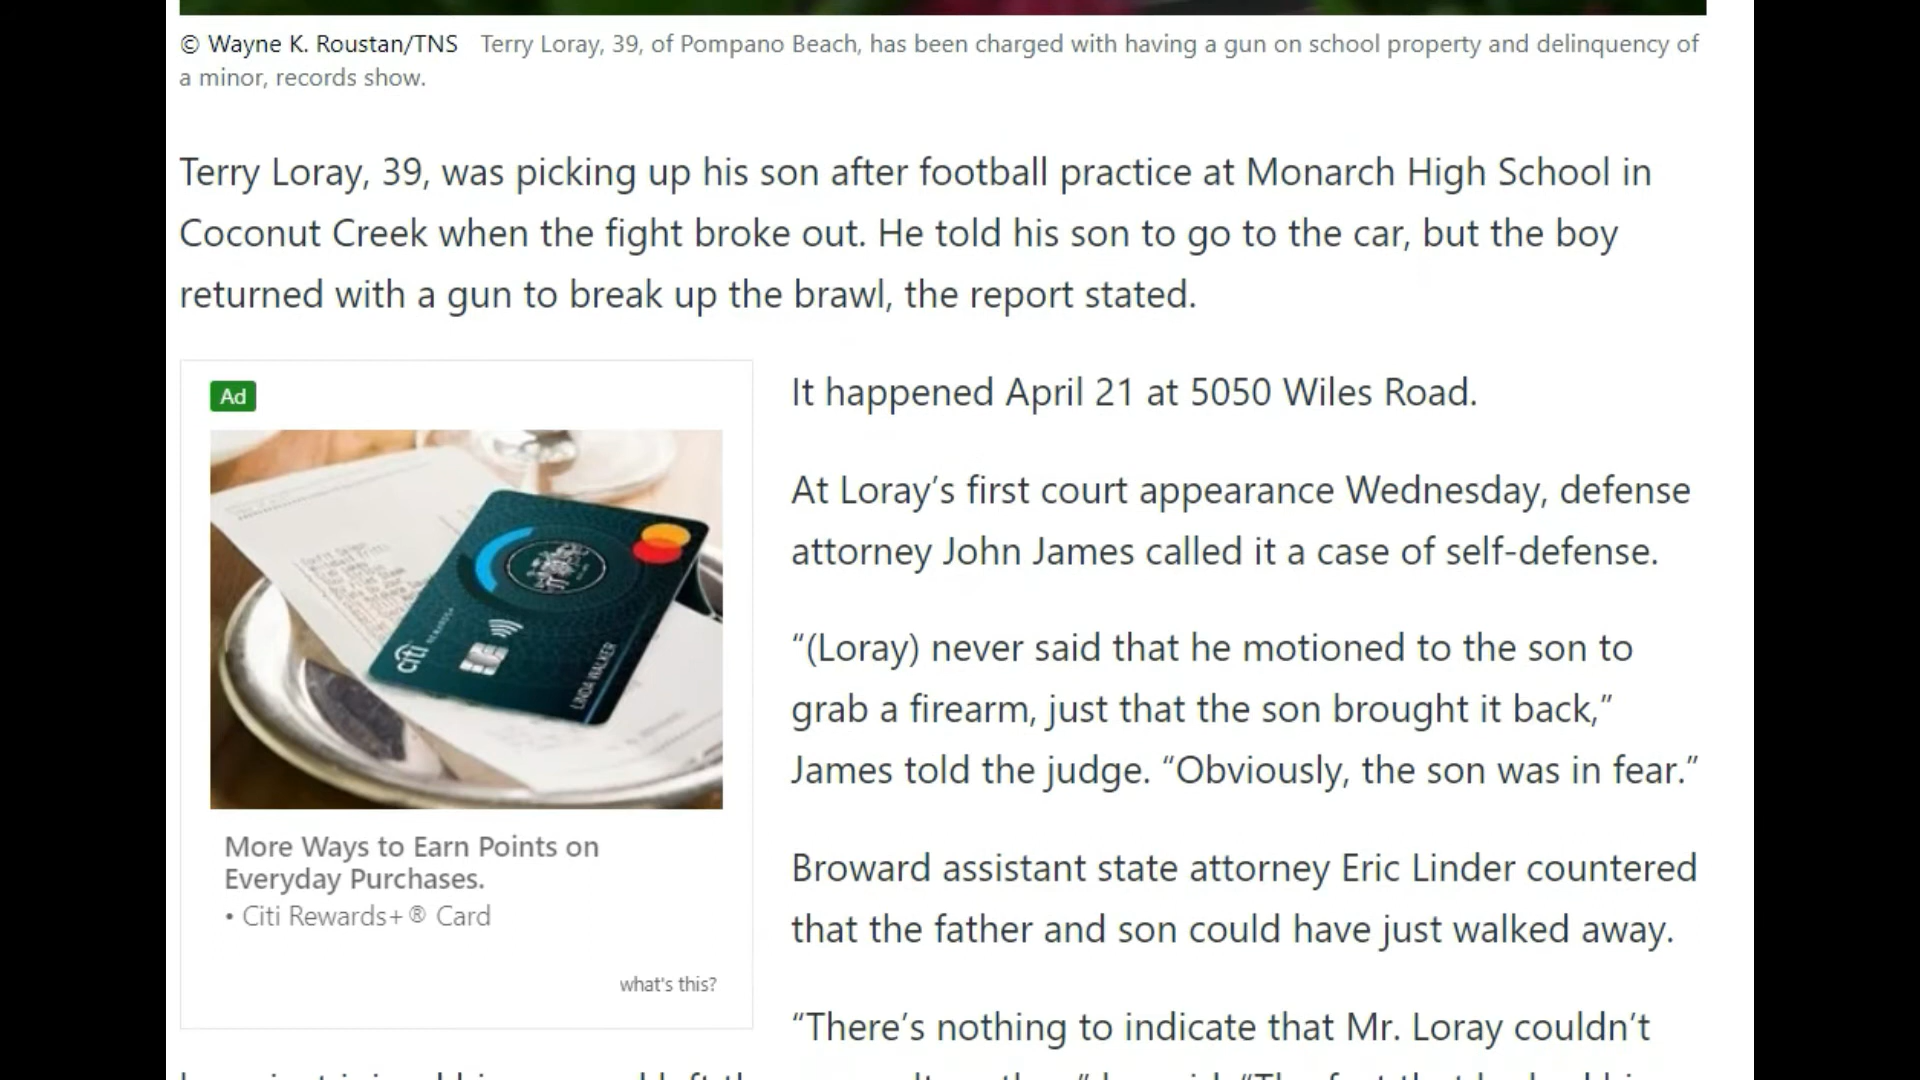 © Wayne K. Roustan/TNS Terry Loray, 39, of Pompano Beach, has been charged with having a gun on school property and delinquency of
a minor, records show.
Terry Loray, 39, was picking up his son after football practice at Monarch High School in
Coconut Creek when the fight broke out. He told his son to go to the car, but the boy
returned with a gun to break up the brawl, the report stated.
Ad
citi
REWARDS+
LINDA WALKER
More Ways to Earn Points on
Everyday Purchases.
• Citi Rewards+® Card
what's this?
It happened April 21 at 5050 Wiles Road.
At Loray’s first court appearance Wednesday, defense
attorney John James called it a case of self-defense.
“(Loray) never said that he motioned to the son to
grab a firearm, just that the son brought it back,”
James told the judge. “Obviously, the son was in fear.”
Broward assistant state attorney Eric Linder countered
that the father and son could have just walked away.
“There’s nothing to indicate that Mr. Loray couldn’t